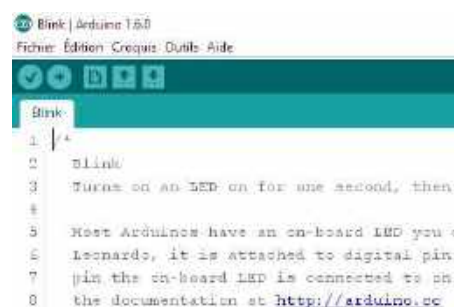 Blink | Arduino 1.6.0
Fichier Édition Croquis Outils Aide
Blink
1 /*
2 Blink
3 Turns on an LED on for one second, then
4
5 Most Arduinos have an on-board LED you
6 Leonardo, it is attached to digital pin
7 pin the on-board LED is connected to on
8 the documentation at http://arduino.cc